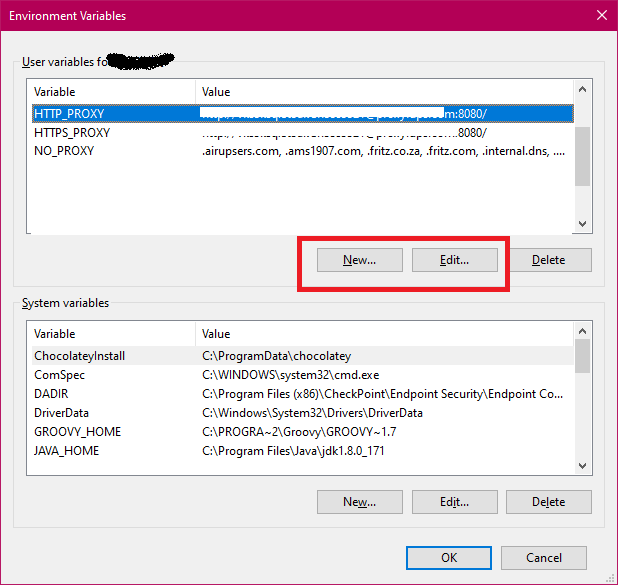 Environment Variables
User variables fo
Variable Value
HTTP_PROXY :8080/
HTTPS_PROXY :8080/
NO_PROXY .airupsers.com, .ams1907.com, .fritz.co.za, .fritz.com, .internal.dns, ....
New... Edit... Delete
System variables
Variable Value
ChocolateyInstall C:\ProgramData\chocolatey
ComSpec C:\WINDOWS\system32\cmd.exe
DADIR C:\Program Files (x86)\CheckPoint\Endpoint Security\Endpoint Co...
DriverData C:\Windows\System32\Drivers\DriverData
GROOVY_HOME C:\PROGRA~2\Groovy\GROOVY~1.7
JAVA_HOME C:\Program Files\Java\jdk1.8.0_171
New... Edit... Delete
OK Cancel